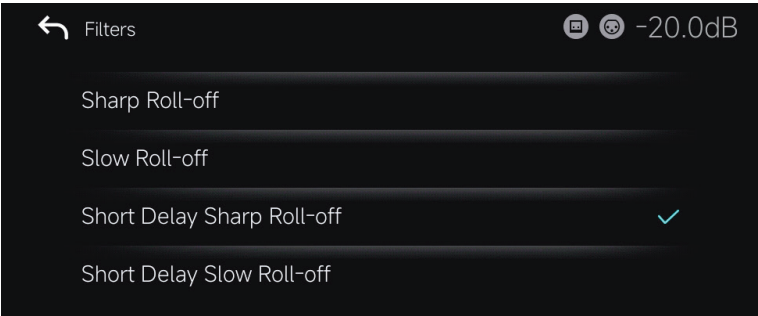 Filters
-20.0dB
Sharp Roll-off
Slow Roll-off
Short Delay Sharp Roll-off
Short Delay Slow Roll-off